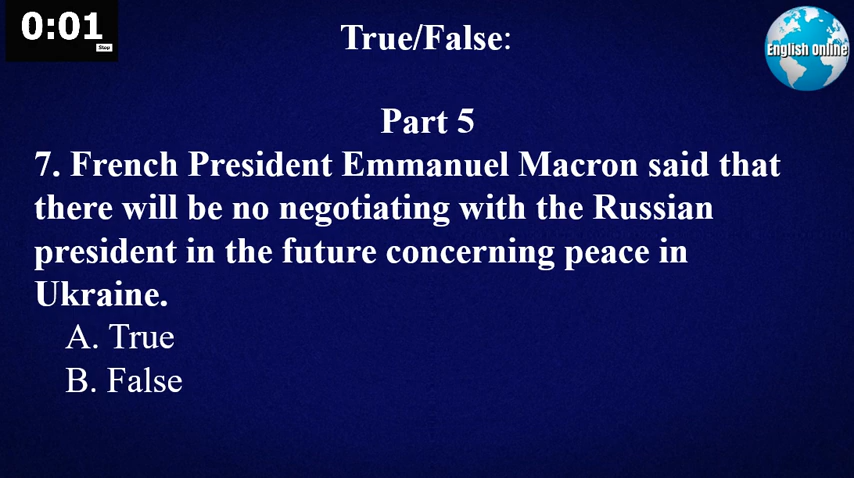 0:01
Stop
True/False:
English Online
Part 5
7. French President Emmanuel Macron said that
there will be no negotiating with the Russian
president in the future concerning peace in
Ukraine.
A. True
B. False